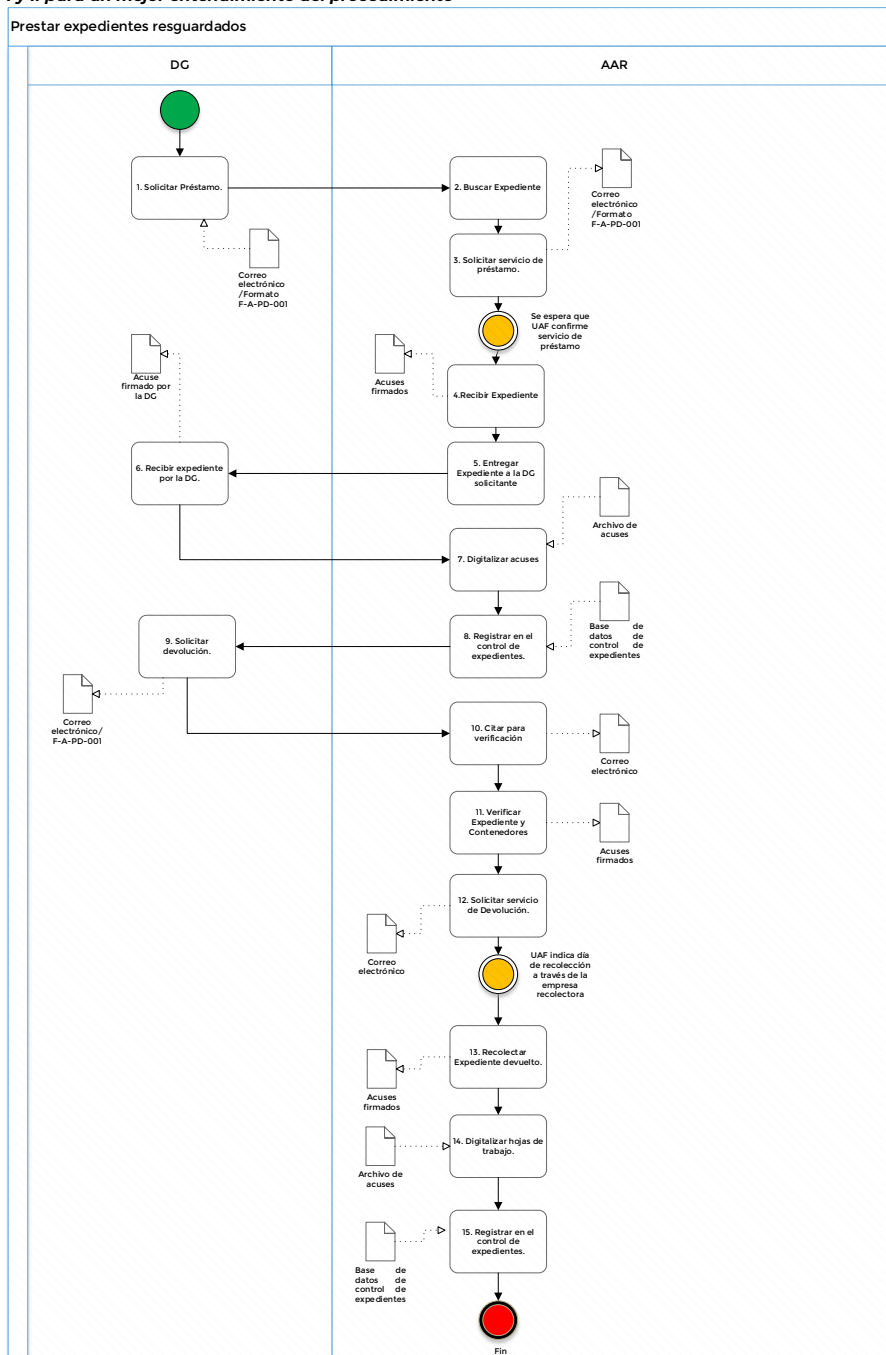 Prestar expedientes resguardados
DG
AAR
1. Solicitar Préstamo.
2. Buscar Expediente
Correo
electrónico
/Formato
F-A-PD-001
Correo
electrónico
/Formato
F-A-PD-001
3. Solicitar servicio de
préstamo.
Se espera que
UAF confirme
servicio de
préstamo
Acuse
firmado por
la DG
Acuses
firmados
4.Recibir Expediente
5. Entregar
Expediente a la DG
solicitante
6. Recibir expediente
por la DG.
Archivo de
acuses
7. Digitalizar acuses
Base de
datos de
control de
expedientes
8. Registrar en el
control de
expedientes.
9. Solicitar
devolución.
Correo
electrónico/
F-A-PD-001
10. Citar para
verificación
Correo
electrónico
11. Verificar
Expediente y
Contenedores
Acuses
firmados
12. Solicitar servicio
de Devolución.
Correo
electrónico
UAF indica día
de recolección
a través de la
empresa
recolectora
13. Recolectar
Expediente devuelto.
Acuses
firmados
14. Digitalizar hojas de
trabajo.
Archivo de
acuses
15. Registrar en el
control de
expedientes.
Base de
datos de
control de
expedientes
Fin